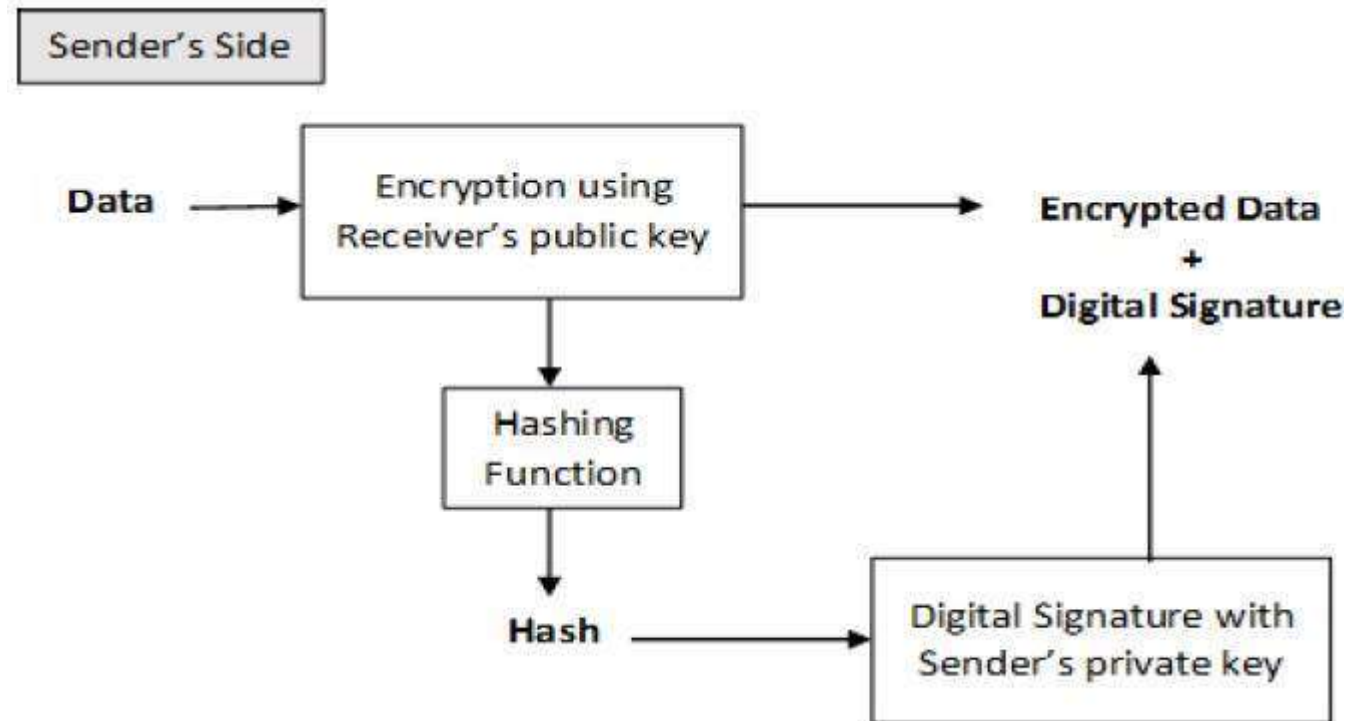 Sender’s Side
Data
Encryption using
Receiver’s public key
Encrypted Data
+
Digital Signature
Hashing
Function
Hash
Digital Signature with
Sender’s private key